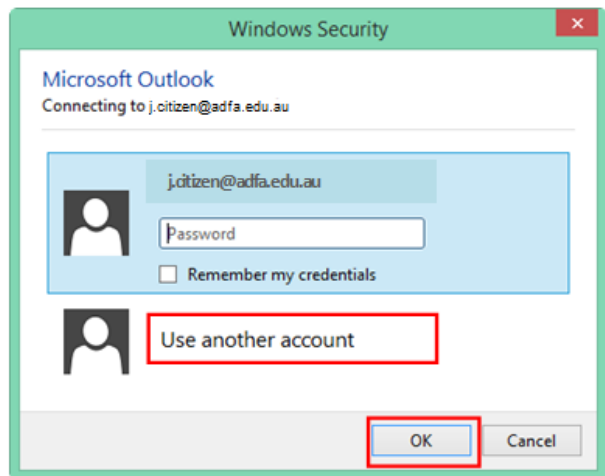 Windows Security
Microsoft Outlook
Connecting to j.citizen@adfa.edu.au
j.citizen@adfa.edu.au
Password
Remember my credentials
Use another account
OK Cancel